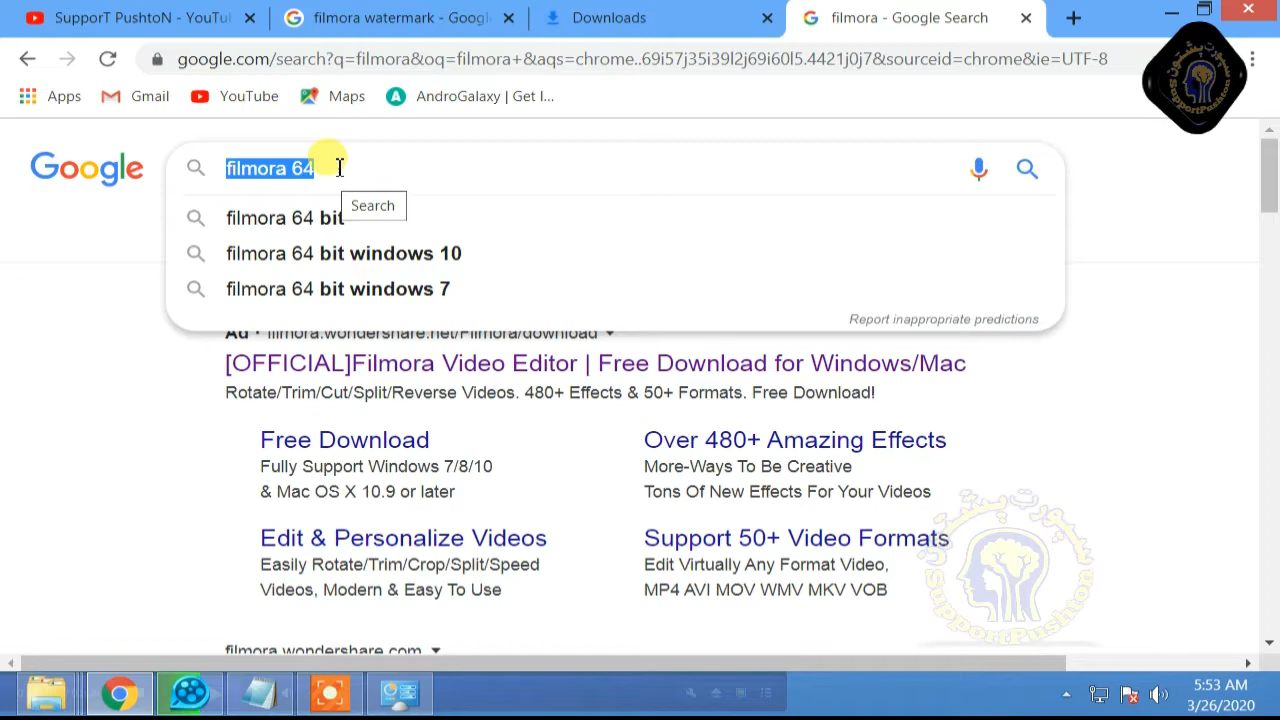 SupporT PushtoN - YouTu
filmora watermark - Google
Downloads
filmora - Google Search
google.com/search?q=filmora&oq=filmora+&aqs=chrome..69i57j35i39l2j69i60l5.4421j0j7&sourceid=chrome&ie=UTF-8
Apps
Gmail
YouTube
Maps
AndroGalaxy | Get I...
سپورت پښتون
SupportPushton
Google
filmora 64
Search
filmora 64 bit
filmora 64 bit windows 10
filmora 64 bit windows 7
Report inappropriate predictions
Ad · filmora.wondershare.net/Filmora/download
[OFFICIAL]Filmora Video Editor | Free Download for Windows/Mac
Rotate/Trim/Cut/Split/Reverse Videos. 480+ Effects & 50+ Formats. Free Download!
Free Download
Fully Support Windows 7/8/10
& Mac OS X 10.9 or later
Over 480+ Amazing Effects
More-Ways To Be Creative
Tons Of New Effects For Your Videos
Edit & Personalize Videos
Easily Rotate/Trim/Crop/Split/Speed
Videos, Modern & Easy To Use
Support 50+ Video Formats
Edit Virtually Any Format Video,
MP4 AVI MOV WMV MKV VOB
سپورت پښتون
SupportPushton
filmora.wondershare.com
5:53 AM
3/26/2020